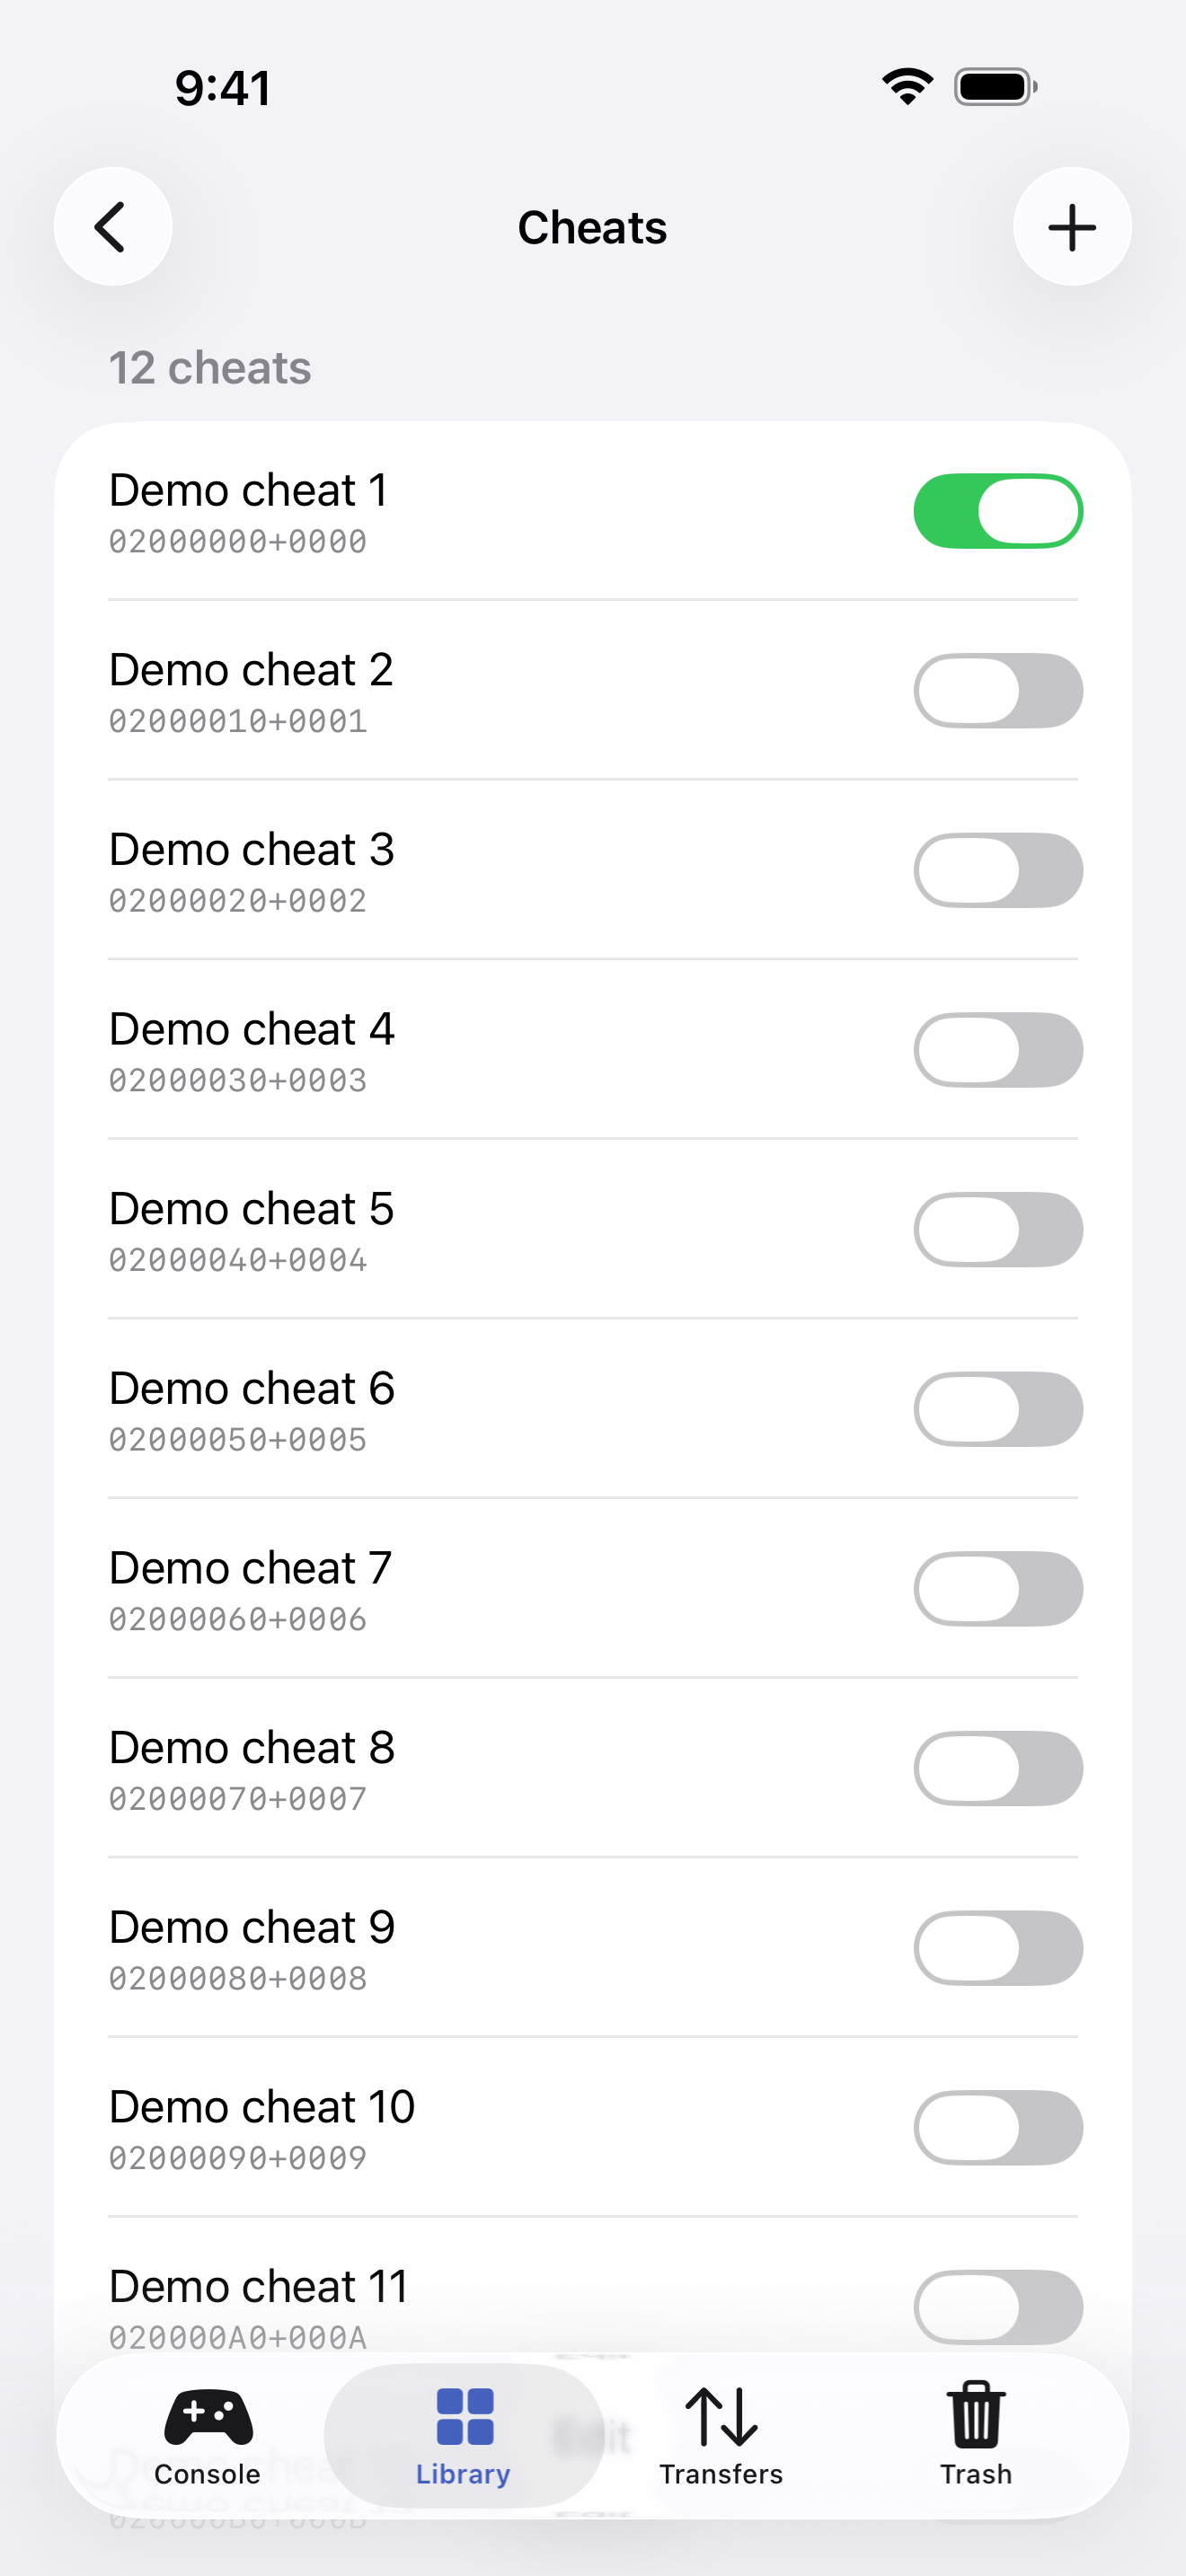 9:41
Cheats
12 cheats
Demo cheat 1
02000000+0000
Demo cheat 2
02000010+0001
Demo cheat 3
02000020+0002
Demo cheat 4
02000030+0003
Demo cheat 5
02000040+0004
Demo cheat 6
02000050+0005
Demo cheat 7
02000060+0006
Demo cheat 8
02000070+0007
Demo cheat 9
02000080+0008
Demo cheat 10
02000090+0009
Demo cheat 11
020000A0+000A
Edit
Console
Library
Transfers
Trash